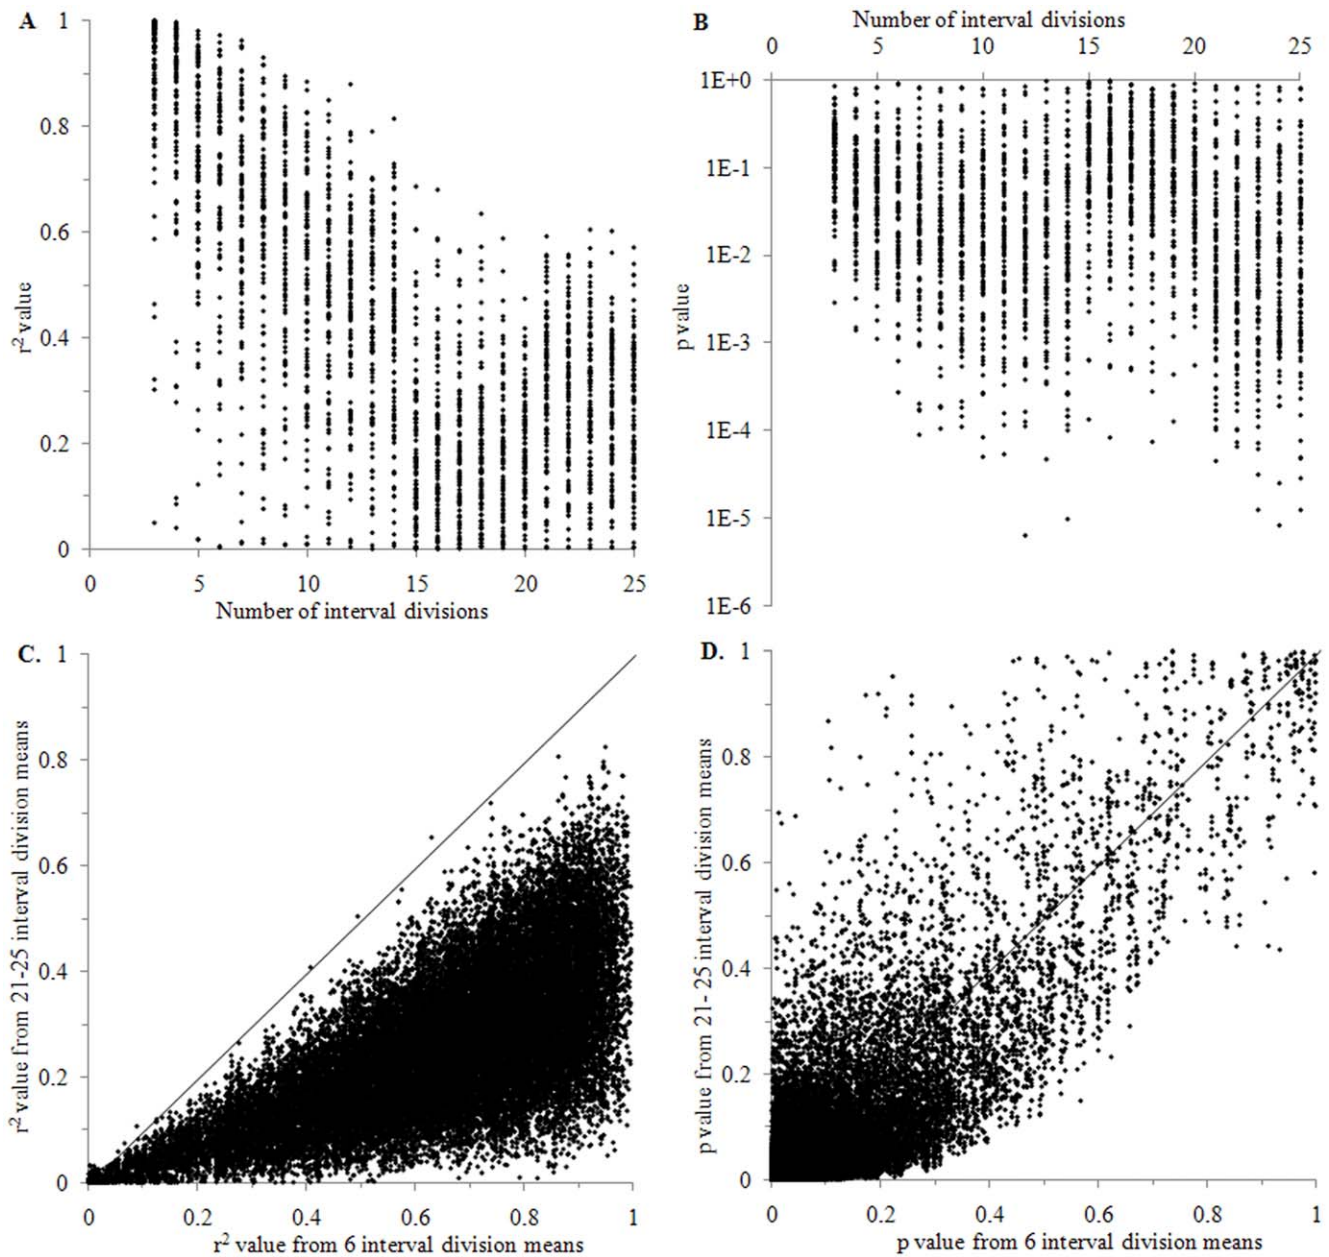 A
1
0.8
0.6
0.4
0.2
0
r² value
0 5 10 15 20 25
Number of interval divisions
B
Number of interval divisions
0 5 10 15 20 25
1E+0
1E-1
1E-2
1E-3
1E-4
1E-5
1E-6
p value
C.
1
0.8
0.6
0.4
0.2
0
r² value from 21-25 interval division means
0 0.2 0.4 0.6 0.8 1
r² value from 6 interval division means
D.
1
0.8
0.6
0.4
0.2
0
p value from 21-25 interval division means
0 0.2 0.4 0.6 0.8 1
p value from 6 interval division means